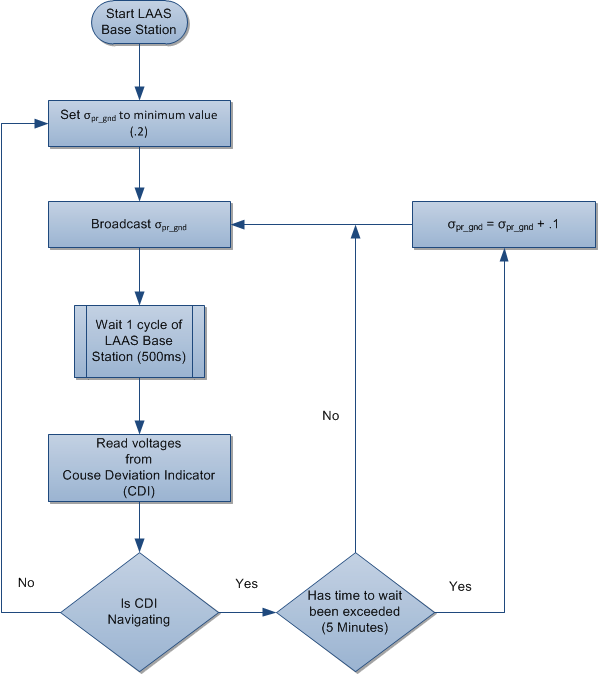 Start LAAS
Base Station
Set σpr_gnd to minimum value
(.2)
Broadcast σpr_gnd
σpr_gnd = σpr_gnd + .1
Wait 1 cycle of
LAAS Base
Station (500ms)
No
Read voltages
from
Couse Deviation Indicator
(CDI)
No
Is CDI
Navigating
Yes
Has time to wait
been exceeded
(5 Minutes)
Yes